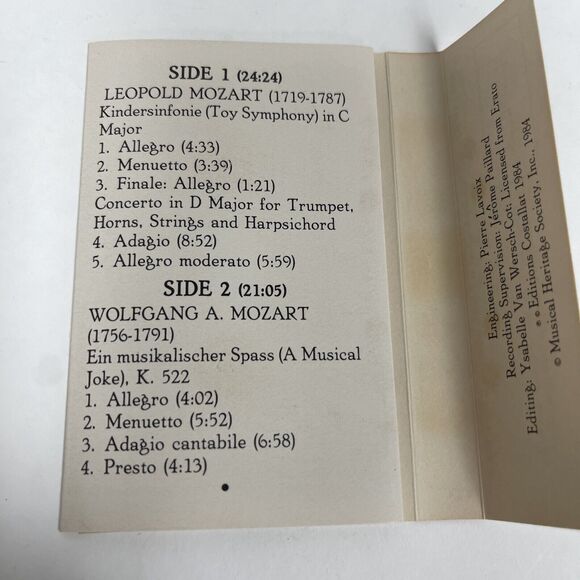 SIDE 1 (24:24)
LEOPOLD MOZART (1719-1787)
Kindersinfonie (Toy Symphony) in C
Major
1. Allegro (4:33)
2. Menuetto (3:39)
3. Finale: Allegro (1:21)
Concerto in D Major for Trumpet,
Horns, Strings and Harpsichord
4. Adagio (8:52)
5. Allegro moderato (5:59)
SIDE 2 (21:05)
WOLFGANG A. MOZART
(1756-1791)
Ein musikalischer Spass (A Musical
Joke), K. 522
1. Allegro (4:02)
2. Menuetto (5:52)
3. Adagio cantabile (6:58)
4. Presto (4:13)
Engineering: Pierre Lavoix
Recording Supervision: Jérôme Paillard
Editing: Ysabelle Van Wersch-Cot; Licensed from Erato
Editions Costallat 1984
© Musical Heritage Society, Inc., 1984